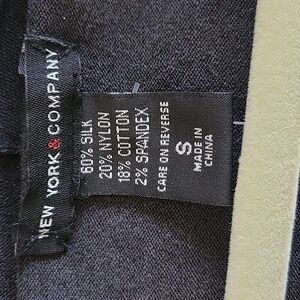 NEW YORK & COMPANY
60% SILK
20% NYLON
18% COTTON
2% SPANDEX
CARE ON REVERSE
S
MADE IN
CHINA